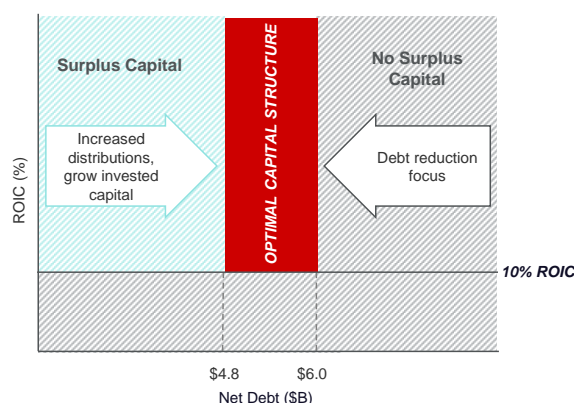 Surplus Capital
No Surplus
Capital
Increased
distributions,
grow invested
capital
OPTIMAL CAPITAL STRUCTURE
Debt reduction
focus
ROIC (%)
10% ROIC
$4.8
$6.0
Net Debt ($B)